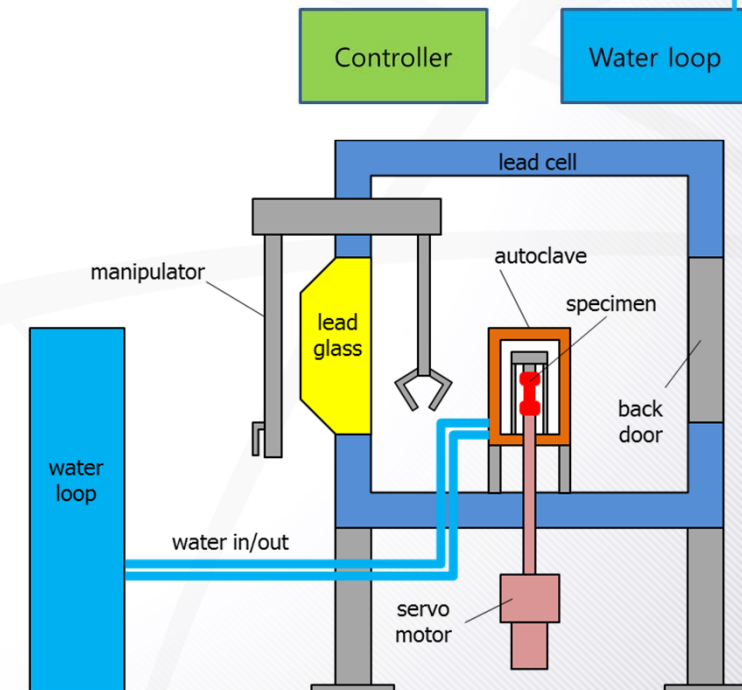 Controller
Water loop
lead cell
manipulator
autoclave
specimen
lead
glass
back
door
water
loop
water in/out
servo
motor